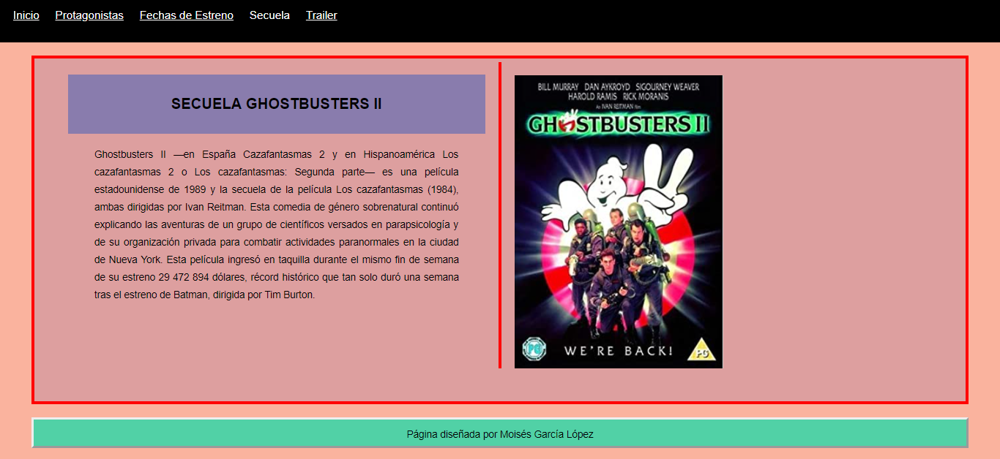 Inicio Protagonistas Fechas de Estreno Secuela Trailer
SECUELA GHOSTBUSTERS II
Ghostbusters II —en España Cazafantasmas 2 y en Hispanoamérica Los
cazafantasmas 2 o Los cazafantasmas: Segunda parte— es una película
estadounidense de 1989 y la secuela de la película Los cazafantasmas (1984),
ambas dirigidas por Ivan Reitman. Esta comedia de género sobrenatural continuó
explicando las aventuras de un grupo de científicos versados en parapsicología y
de su organización privada para combatir actividades paranormales en la ciudad
de Nueva York. Esta película ingresó en taquilla durante el mismo fin de semana
de su estreno 29 472 894 dólares, récord histórico que tan solo duró una semana
tras el estreno de Batman, dirigida por Tim Burton.
BILL MURRAY DAN AYKROYD SIGOURNEY WEAVER
HAROLD RAMIS RICK MORANIS
An IVAN REITMAN Film
GHOSTBUSTERS II
WE'RE BACK!
PG
PG
Página diseñada por Moisés García López